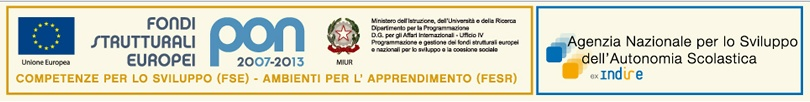 FONDI
STRUTTURALI
EUROPEI
pon
2007-2013
Unione Europea
MIUR
Ministero dell'Istruzione, dell'Università e della Ricerca
Dipartimento per la Programmazione
D.G. per gli Affari Internazionali - Ufficio IV
Programmazione e gestione dei fondi strutturali europei
e nazionali per lo sviluppo e la coesione sociale
COMPETENZE PER LO SVILUPPO (FSE) - AMBIENTI PER L' APPRENDIMENTO (FESR)
Agenzia Nazionale per lo Sviluppo
dell'Autonomia Scolastica
ex indire